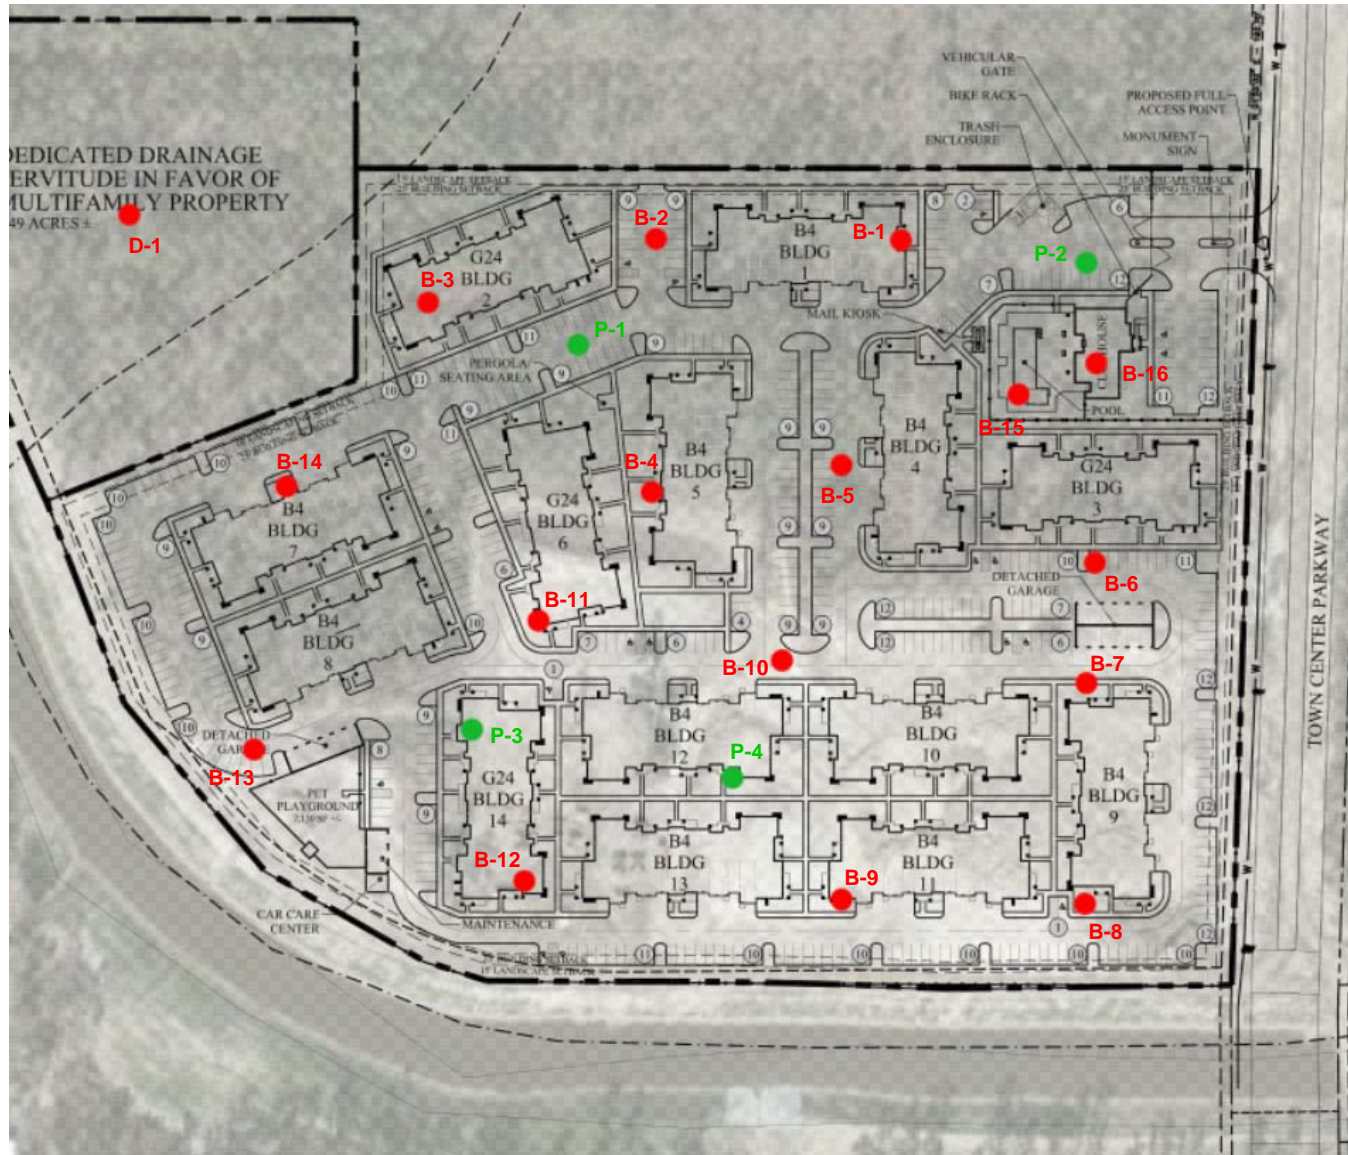 VEHICULAR
GATE
BIKE RACK
PROPOSED FULL
ACCESS POINT
TRASH
ENCLOSURE
MONUMENT
SIGN
DEDICATED DRAINAGE
ERVITUDE IN FAVOR OF
MULTIFAMILY PROPERTY
49 ACRES ±
D-1
B-2
B-1
B4
BLDG
1
P-2
G24
BLDG
2
B-3
P-1
MAIL KIOSK
PERGOLA/
SEATING AREA
B-16
B-15
POOL
B4
BLDG
4
B-4
B4
BLDG
5
B-5
G24
BLDG
3
B-14
B4
BLDG
7
G24
BLDG
6
B-6
DETACHED
GARAGE
B-11
B4
BLDG
8
B-10
B-7
TOWN CENTER PARKWAY
DETACHED
B-13
P-3
B4
BLDG
12
P-4
B4
BLDG
10
G24
BLDG
14
B4
BLDG
9
PET
PLAYGROUND
B-12
B4
BLDG
13
B-9
B4
BLDG
11
B-8
CAR CARE
CENTER
MAINTENANCE